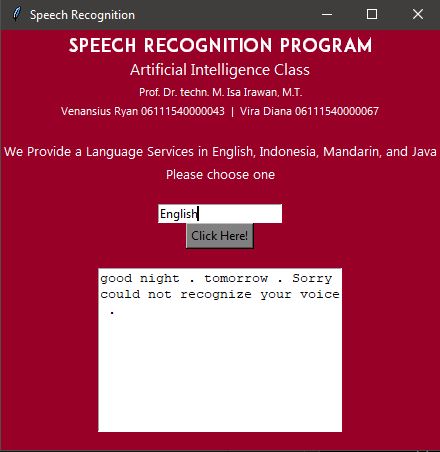 Speech Recognition
SPEECH RECOGNITION PROGRAM
Artificial Intelligence Class
Prof. Dr. techn. M. Isa Irawan, M.T.
Venansius Ryan 06111540000043 | Vira Diana 06111540000067
We Provide a Language Services in English, Indonesia, Mandarin, and Java
Please choose one
English
Click Here!
good night . tomorrow . Sorry
could not recognize your voice
.